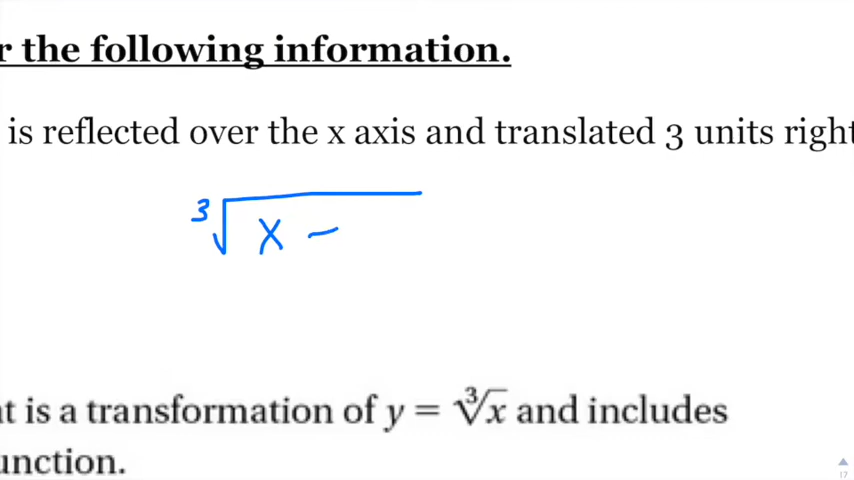 r the following information.
is reflected over the x axis and translated 3 units right
∛(x −
t is a transformation of y = ∛x and includes
unction.
17